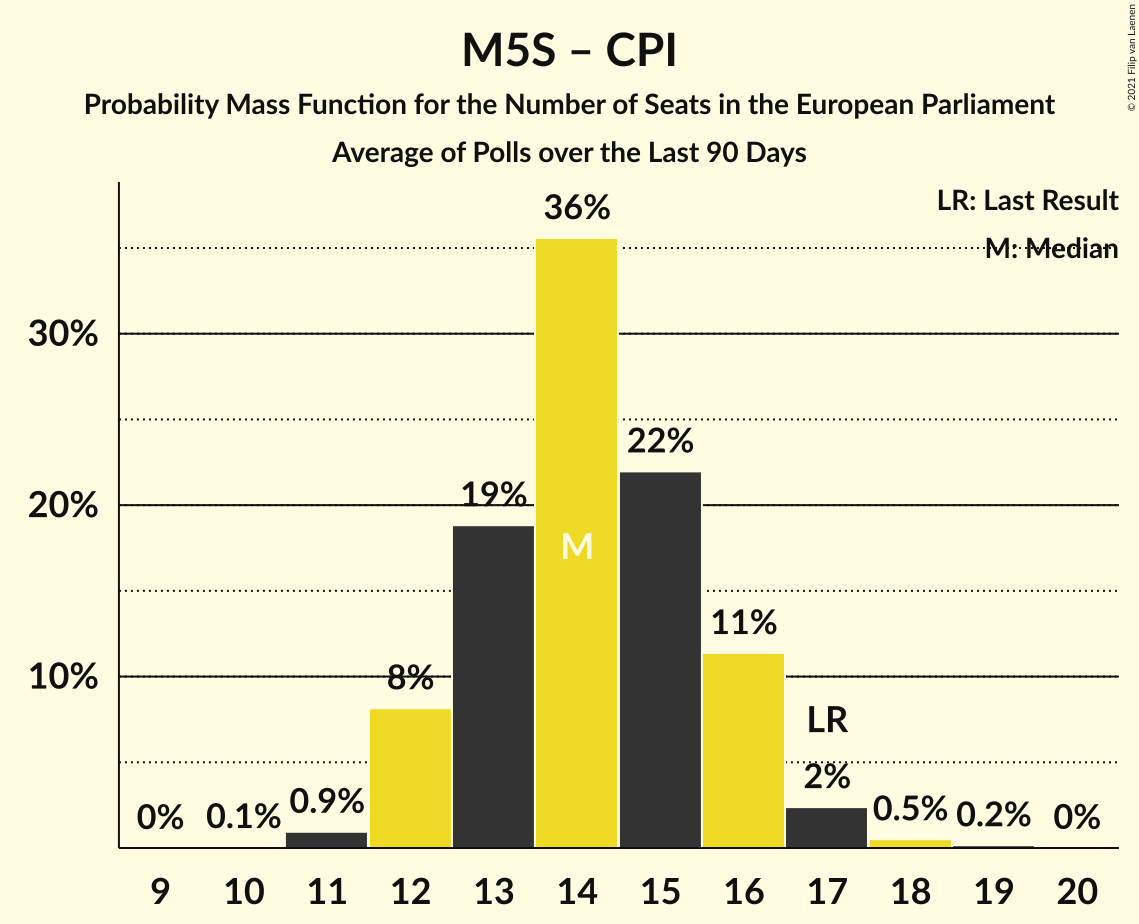 M5S – CPI
Probability Mass Function for the Number of Seats in the European Parliament
Average of Polls over the Last 90 Days
© 2021 Filip van Laenen
LR: Last Result
M: Median
30%
20%
10%
0%
0.1%
0.9%
8%
19%
36%
M
22%
11%
LR
2%
0.5%
0.2%
0%
9 10 11 12 13 14 15 16 17 18 19 20